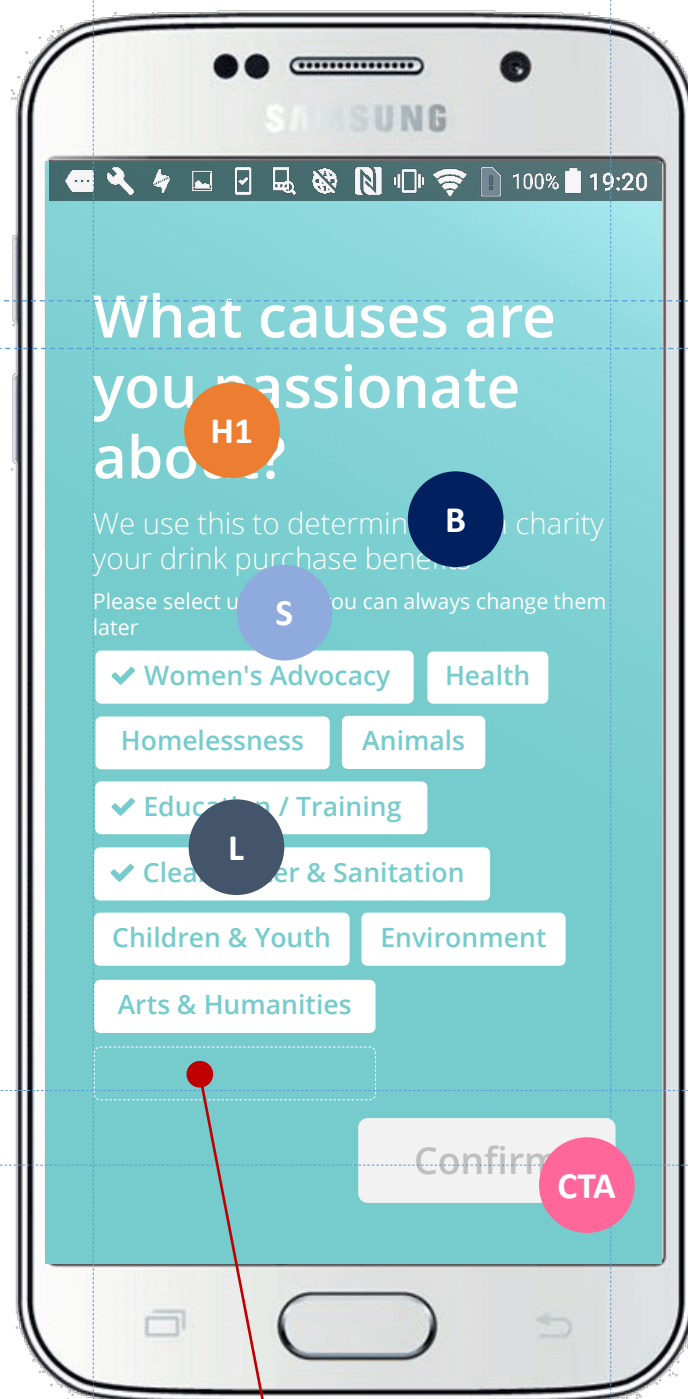 SAMSUNG
100% 19:20
What causes are
you passionate
about?
H1
We use this to determin charity
B
your drink purchase benefits
Please select you can always change them
S
later
Women's Advocacy Health
Homelessness Animals
Education / Training
L
Clean Water & Sanitation
Children & Youth Environment
Arts & Humanities
Confirm
CTA